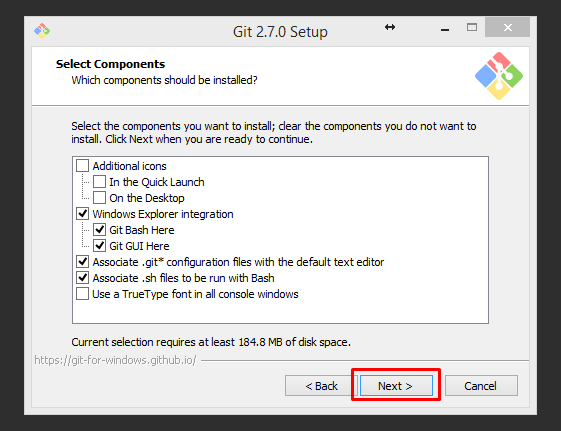 Git 2.7.0 Setup
Select Components
Which components should be installed?
Select the components you want to install; clear the components you do not want to
install. Click Next when you are ready to continue.
Additional icons
In the Quick Launch
On the Desktop
Windows Explorer integration
Git Bash Here
Git GUI Here
Associate .git* configuration files with the default text editor
Associate .sh files to be run with Bash
Use a TrueType font in all console windows
Current selection requires at least 184.8 MB of disk space.
https://git-for-windows.github.io/
< Back
Next >
Cancel